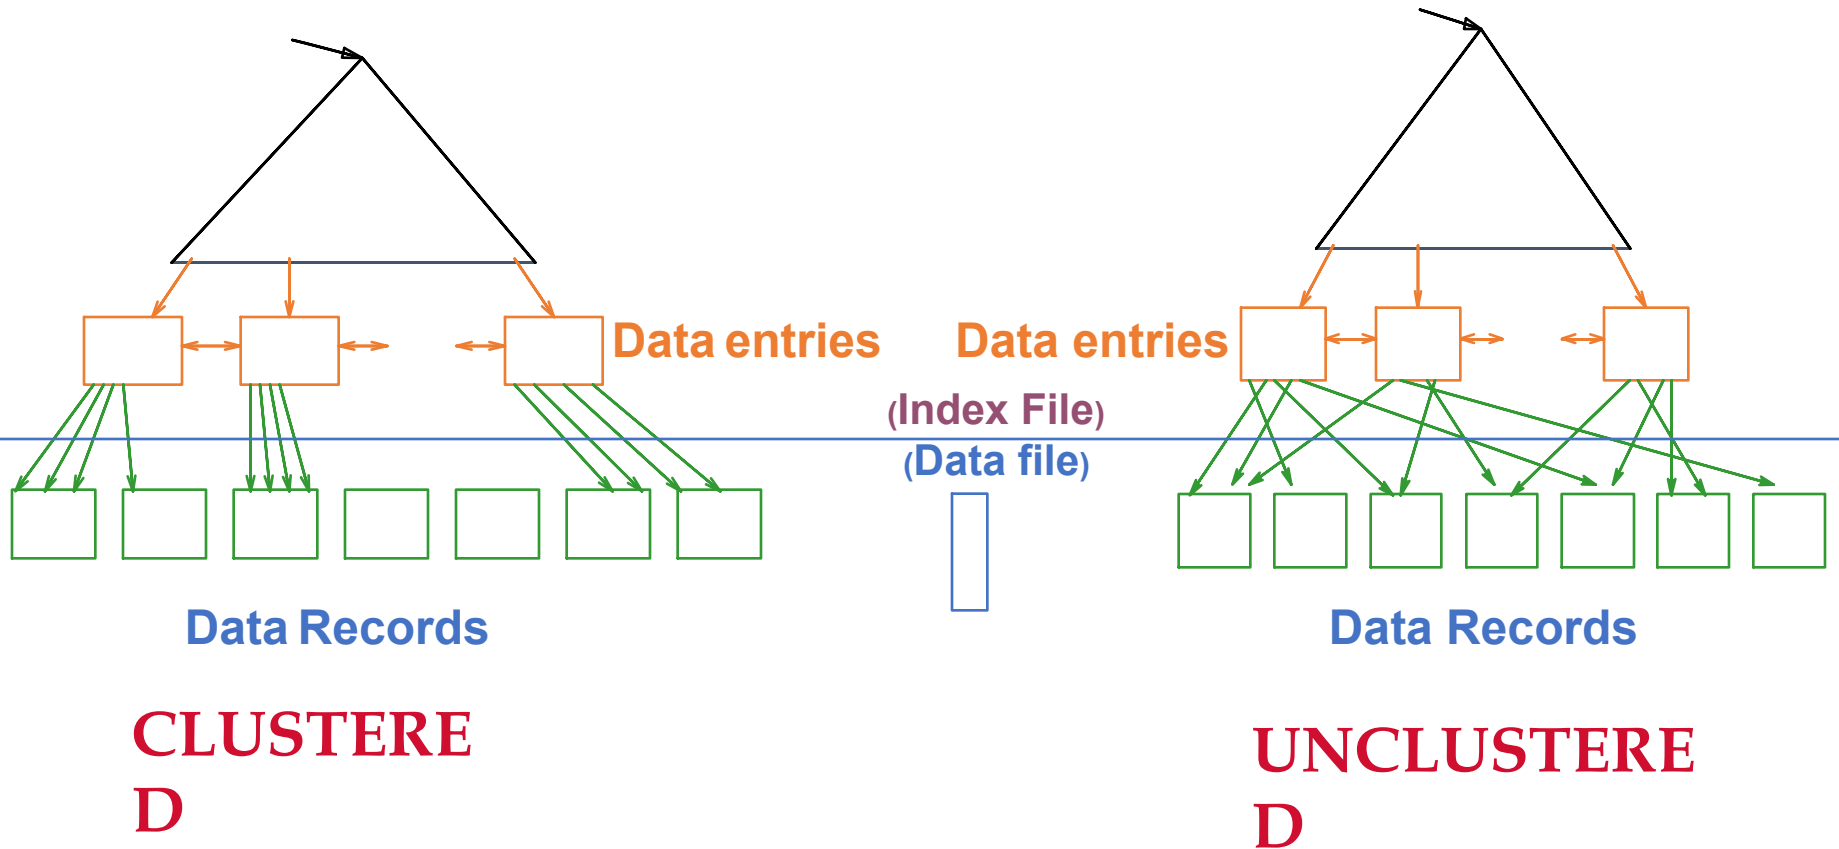 Data entries
Data entries
(Index File)
(Data file)
Data Records
Data Records
CLUSTERE
D
UNCLUSTERE
D